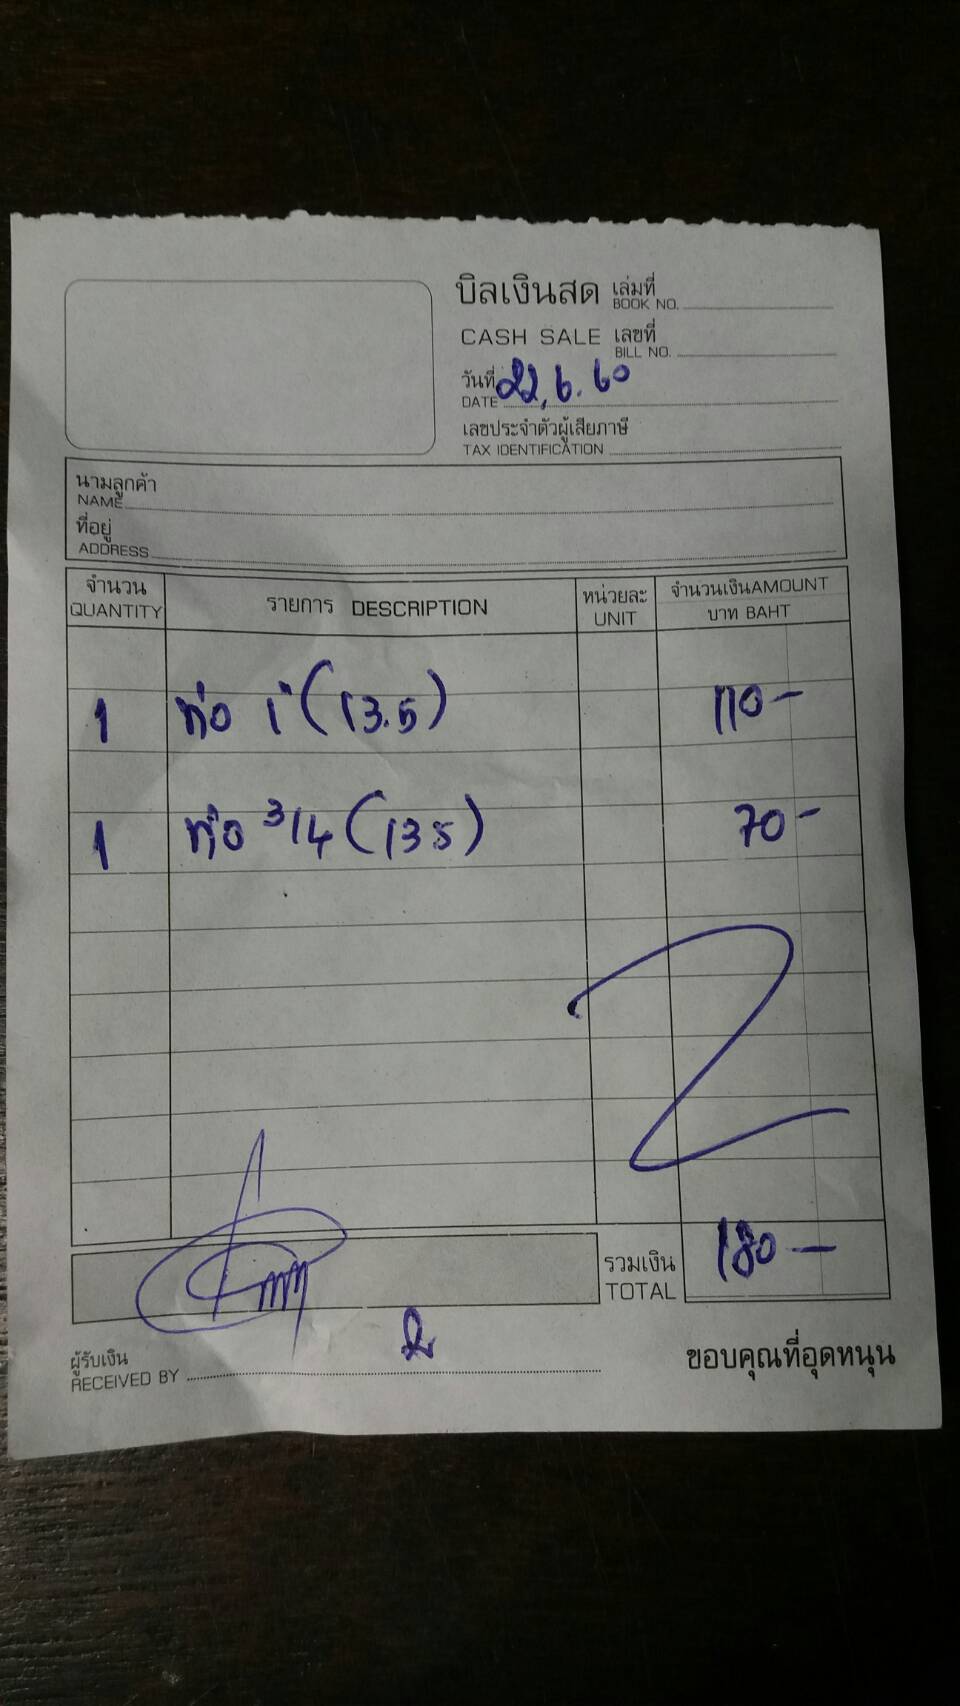 บิลเงินสด เล่มที่
BOOK NO.
CASH SALE เลขที่
BILL NO.
วันที่ 22,6.60
DATE
เลขประจำตัวผู้เสียภาษี
TAX IDENTIFICATION
นามลูกค้า
NAME
ที่อยู่
ADDRESS
จำนวน รายการ DESCRIPTION หน่วยละ จำนวนเงินAMOUNT
QUANTITY UNIT บาท BAHT
1 ท่อ 1" (13.5) 110-
1 ท่อ 3/4 (13 5) 70-
รวมเงิน 180-
TOTAL
ผู้รับเงิน
RECEIVED BY
ขอบคุณที่อุดหนุน